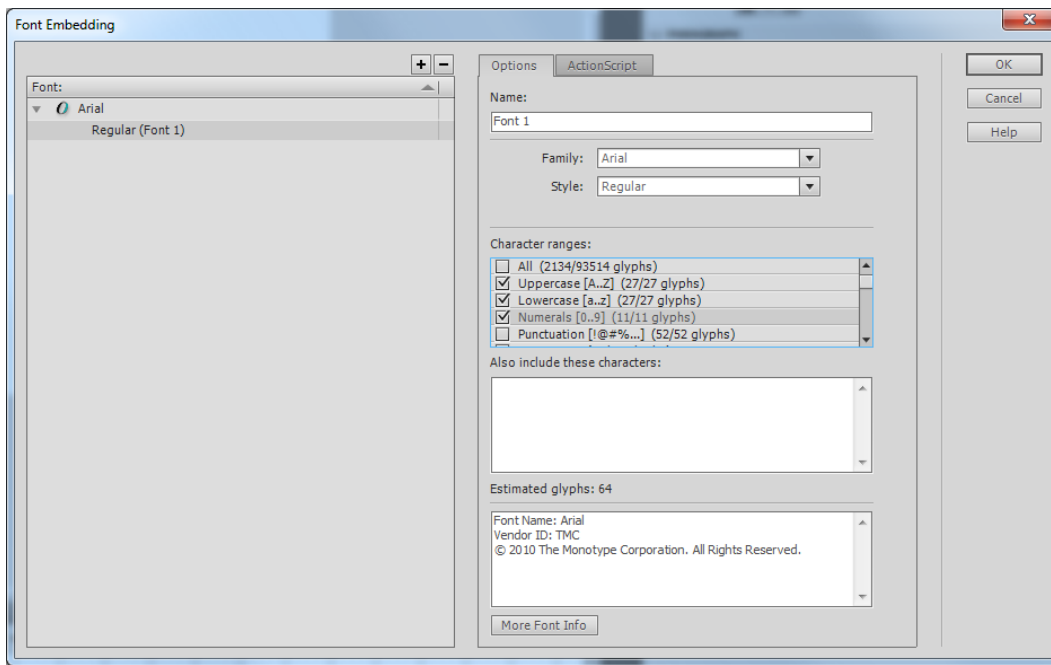 Font Embedding
Font:
Arial
Regular (Font 1)
Options
ActionScript
Name:
Font 1
Family:
Arial
Style:
Regular
Character ranges:
All (2134/93514 glyphs)
Uppercase [A..Z] (27/27 glyphs)
Lowercase [a..z] (27/27 glyphs)
Numerals [0..9] (11/11 glyphs)
Punctuation [!@#%...] (52/52 glyphs)
Also include these characters:
Estimated glyphs: 64
Font Name: Arial
Vendor ID: TMC
© 2010 The Monotype Corporation. All Rights Reserved.
More Font Info
OK
Cancel
Help